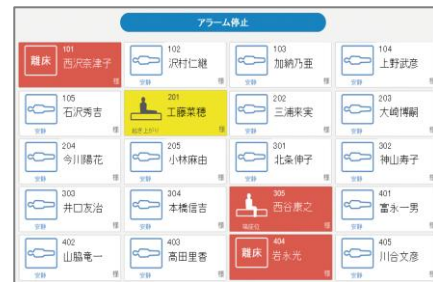 アラーム停止
101
離床 西沢奈津子 様
102
沢村仁継
安静 様
103
加納乃亜
安静 様
104
上野武彦
安静 様
105
石沢秀吉
安静 様
201
工藤菜穂
起き上がり 様
202
三浦来実
安静 様
203
大崎博嗣
安静 様
204
今川陽花
安静 様
205
小林麻由
安静 様
301
北条伸子
安静 様
302
神山寿子
安静 様
303
井口友治
安静 様
304
本橋信吉
安静 様
305
西谷康之
端座位 様
401
富永一男
安静 様
402
山脇竜一
安静 様
403
高田里香
安静 様
404
離床 岩永光 様
405
川合文彦
安静 様